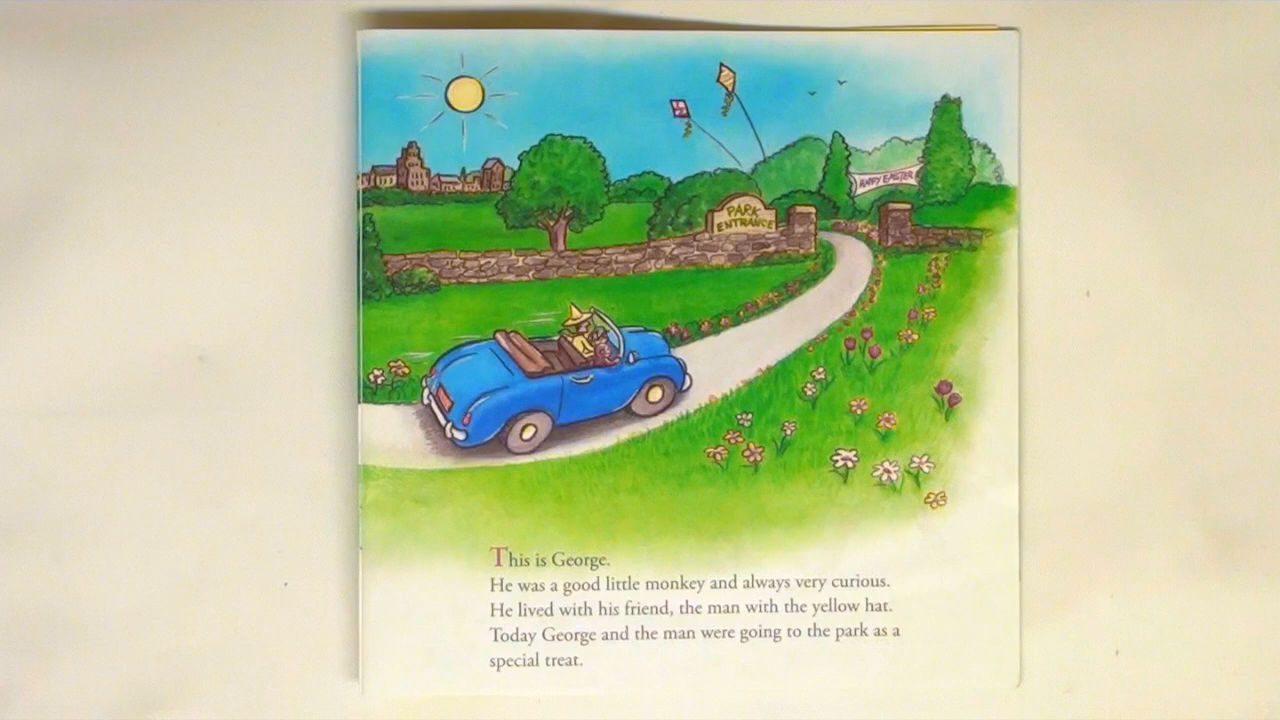 HAPPY EASTER
PARK
ENTRANCE
This is George.
He was a good little monkey and always very curious.
He lived with his friend, the man with the yellow hat.
Today George and the man were going to the park as a
special treat.